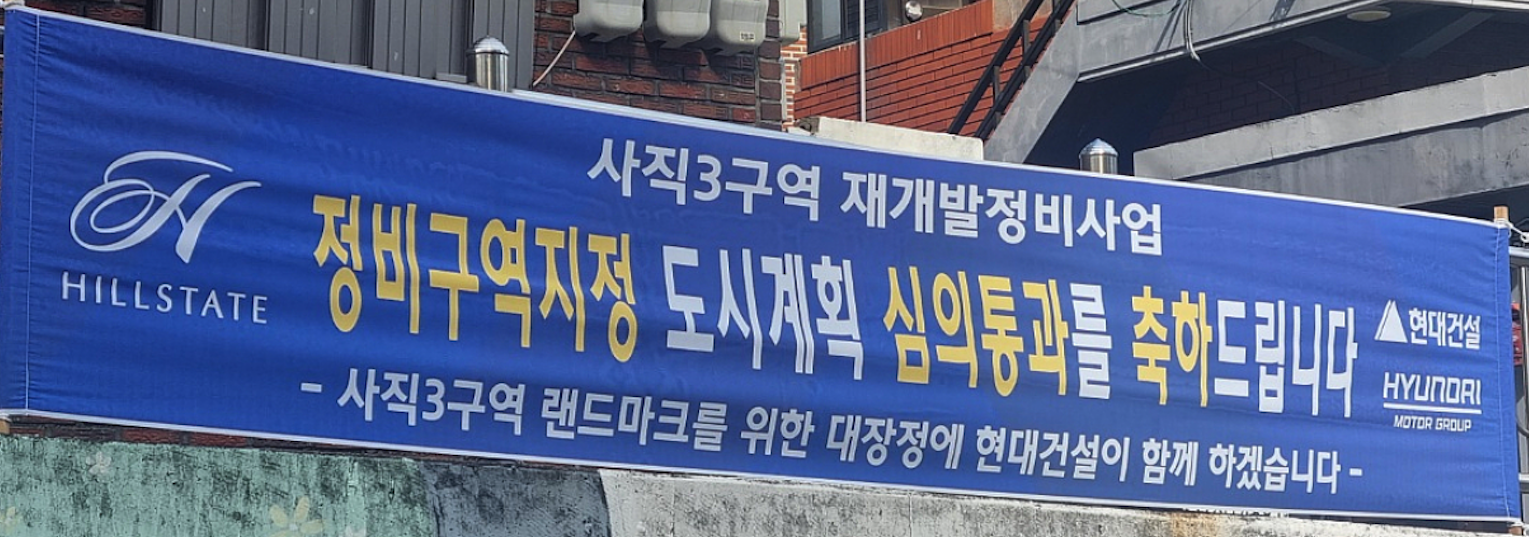 사직3구역 재개발정비사업
HILLSTATE
정비구역지정 도시계획 심의통과를 축하드립니다
현대건설
HYUNDAI
MOTOR GROUP
- 사직3구역 랜드마크를 위한 대장정에 현대건설이 함께 하겠습니다 -